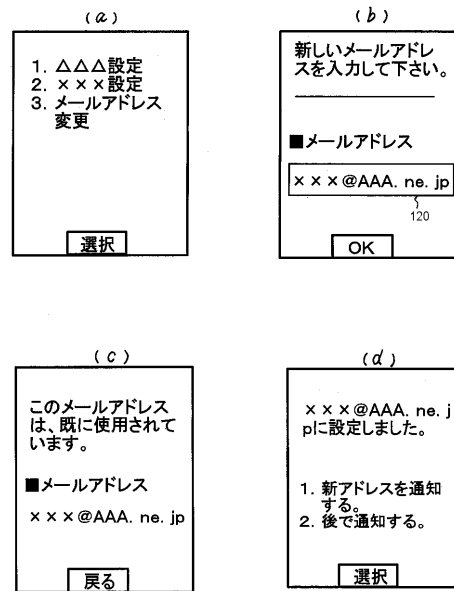 (a)
1. △△△設定
2. ×××設定
3. メールアドレス
変更
選択
(b)
新しいメールアドレ
スを入力して下さい。
■メールアドレス
×××@AAA. ne. jp
120
OK
(c)
このメールアドレス
は、既に使用されて
います。
■メールアドレス
×××@AAA. ne. jp
戻る
(d)
×××@AAA. ne. j
pに設定しました。
1. 新アドレスを通知
する。
2. 後で通知する。
選択